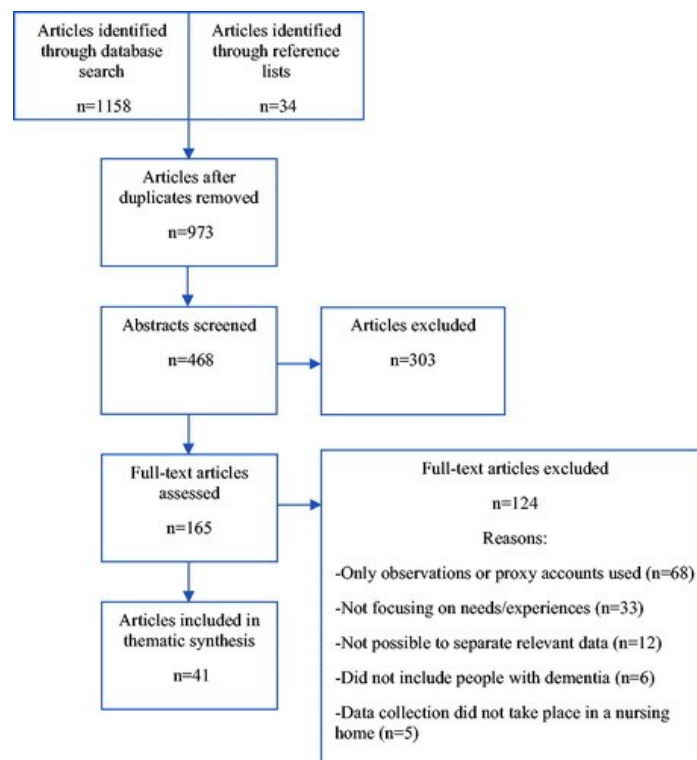 Articles identified
through database
search
n=1158
Articles identified
through reference
lists
n=34
Articles after
duplicates removed
n=973
Abstracts screened
n=468
Articles excluded
n=303
Full-text articles
assessed
n=165
Full-text articles excluded
n=124
Reasons:
-Only observations or proxy accounts used (n=68)
-Not focusing on needs/experiences (n=33)
-Not possible to separate relevant data (n=12)
-Did not include people with dementia (n=6)
-Data collection did not take place in a nursing
home (n=5)
Articles included in
thematic synthesis
n=41